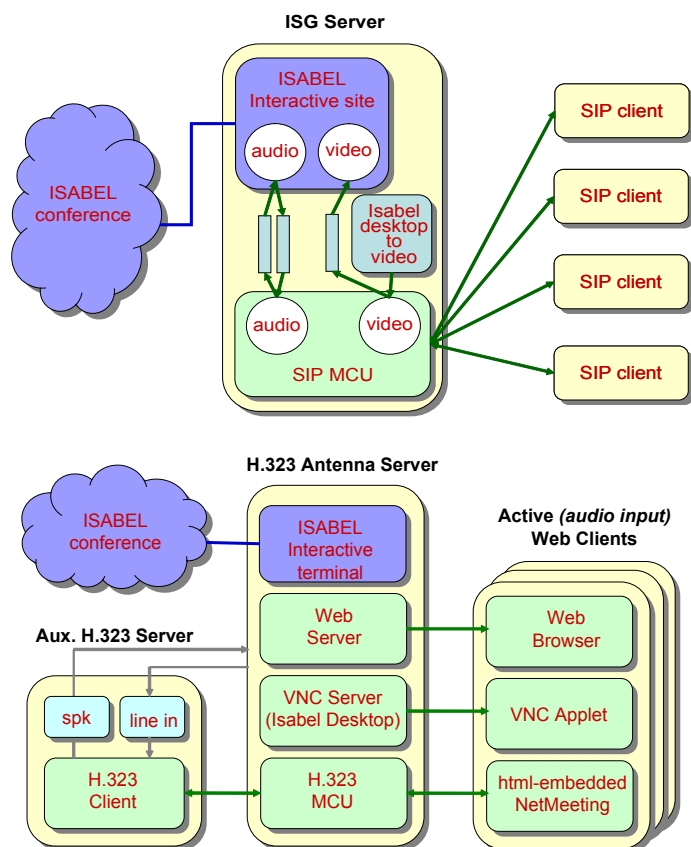 ISG Server
ISABEL
Interactive site
audio
video
ISABEL
conference
Isabel
desktop
to
video
audio
video
SIP MCU
SIP client
SIP client
SIP client
SIP client
H.323 Antenna Server
ISABEL
conference
ISABEL
Interactive
terminal
Active (audio input)
Web Clients
Web
Server
Web
Browser
Aux. H.323 Server
spk
line in
VNC Server
(Isabel Desktop)
VNC Applet
H.323
Client
H.323
MCU
html-embedded
NetMeeting